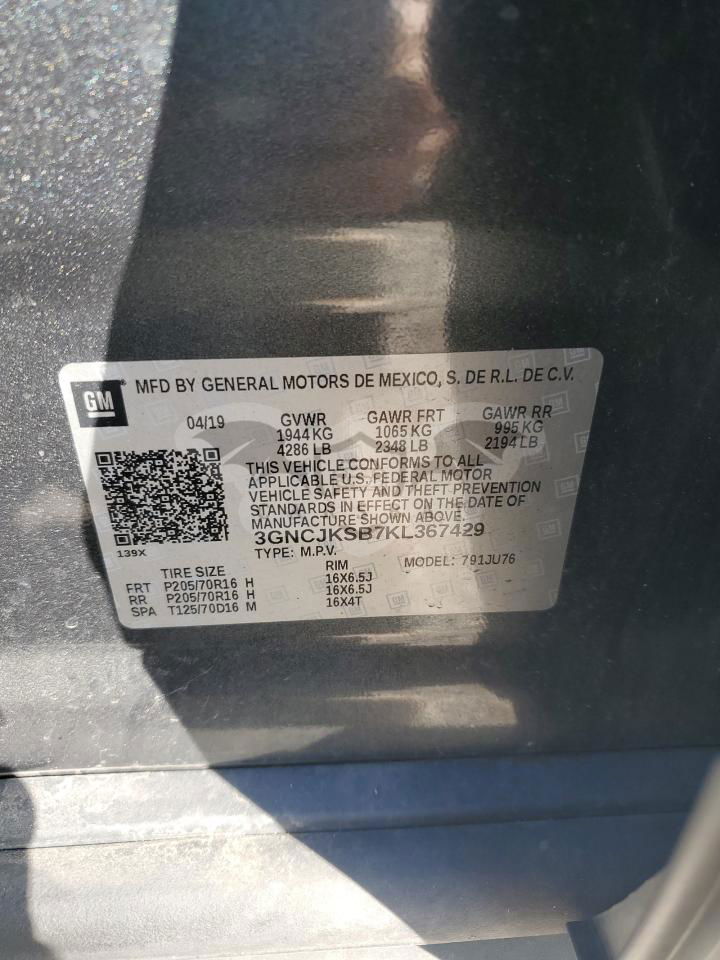 GM MFD BY GENERAL MOTORS DE MEXICO, S. DE R.L. DE C.V.
04/19 GVWR GAWR FRT GAWR RR
1944 KG 1065 KG 995 KG
4286 LB 2348 LB 2194 LB
THIS VEHICLE CONFORMS TO ALL
APPLICABLE U.S. FEDERAL MOTOR
VEHICLE SAFETY AND THEFT PREVENTION
STANDARDS IN EFFECT ON THE DATE OF
MANUFACTURE SHOWN ABOVE.
3GNCJKSB7KL367429
139X TYPE: M.P.V. MODEL: 791JU76
TIRE SIZE RIM
FRT P205/70R16 H 16X6.5J
RR P205/70R16 H 16X6.5J
SPA T125/70D16 M 16X4T